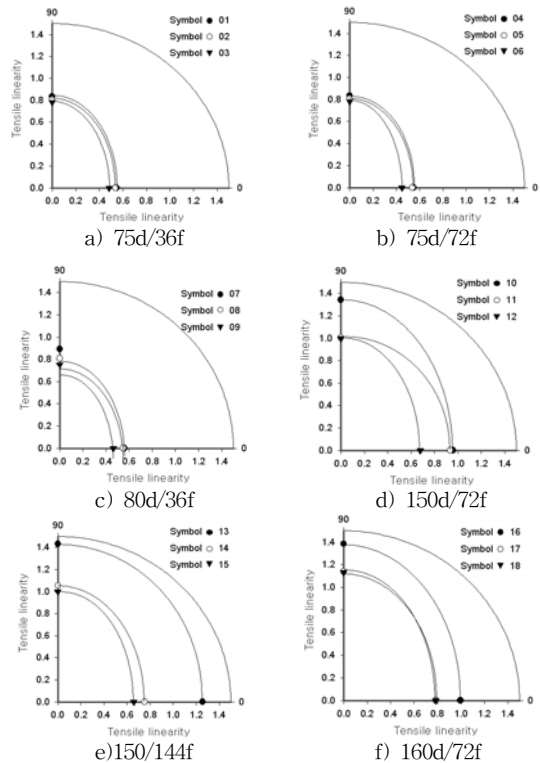 90
Symbol ● 01
Symbol ○ 02
Symbol ▼ 03
1.4
1.2
1.0
0.8
0.6
0.4
0.2
0.0
Tensile linearity
0.0 0.2 0.4 0.6 0.8 1.0 1.2 1.4
0
Tensile linearity
a) 75d/36f
90
Symbol ● 04
Symbol ○ 05
Symbol ▼ 06
1.4
1.2
1.0
0.8
0.6
0.4
0.2
0.0
Tensile linearity
0.0 0.2 0.4 0.6 0.8 1.0 1.2 1.4
0
Tensile linearity
b) 75d/72f
90
Symbol ● 07
Symbol ○ 08
Symbol ▼ 09
1.4
1.2
1.0
0.8
0.6
0.4
0.2
0.0
Tensile linearity
0.0 0.2 0.4 0.6 0.8 1.0 1.2 1.4
0
Tensile linearity
c) 80d/36f
90
Symbol ● 10
Symbol ○ 11
Symbol ▼ 12
1.4
1.2
1.0
0.8
0.6
0.4
0.2
0.0
Tensile linearity
0.0 0.2 0.4 0.6 0.8 1.0 1.2 1.4
0
Tensile linearity
d) 150d/72f
90
Symbol ● 13
Symbol ○ 14
Symbol ▼ 15
1.4
1.2
1.0
0.8
0.6
0.4
0.2
0.0
Tensile linearity
0.0 0.2 0.4 0.6 0.8 1.0 1.2 1.4
0
Tensile linearity
e)150/144f
90
Symbol ● 16
Symbol ○ 17
Symbol ▼ 18
1.4
1.2
1.0
0.8
0.6
0.4
0.2
0.0
Tensile linearity
0.0 0.2 0.4 0.6 0.8 1.0 1.2 1.4
0
Tensile linearity
f) 160d/72f